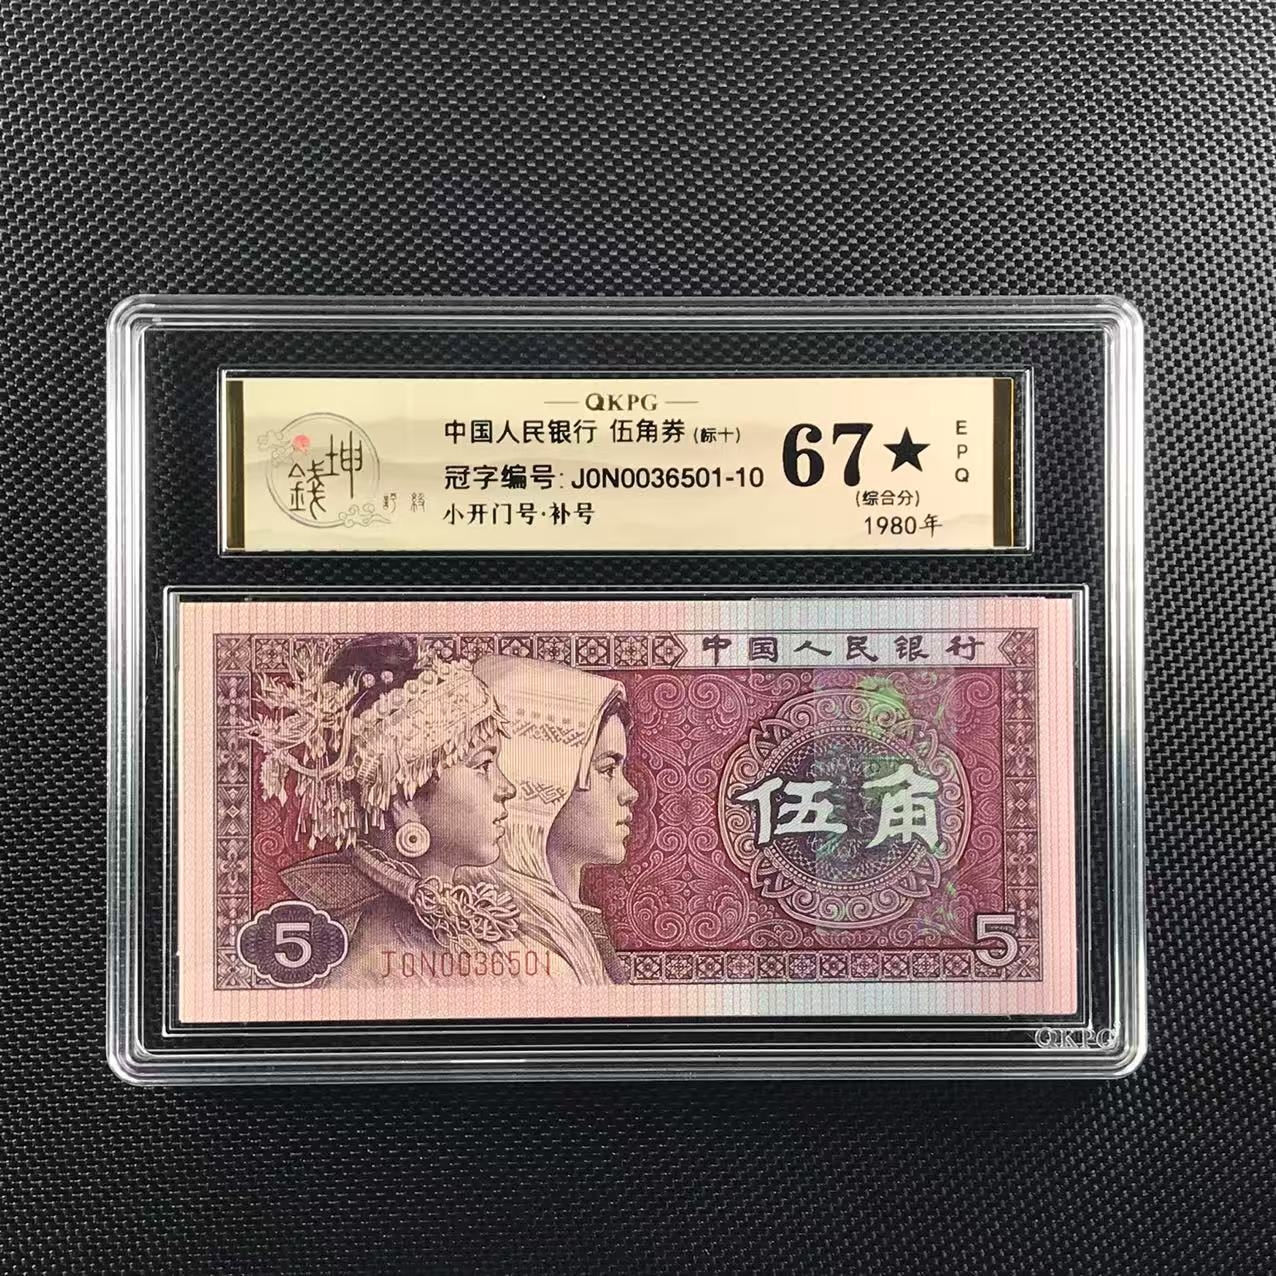 QKPG
中国人民银行 伍角券(标十)
冠字编号: J0N0036501-10
小开门号·补号
67★
(综合分)
1980年
EPQ
錢坤
中国人民银行
伍角
5
J0N0036501
5
QKPG